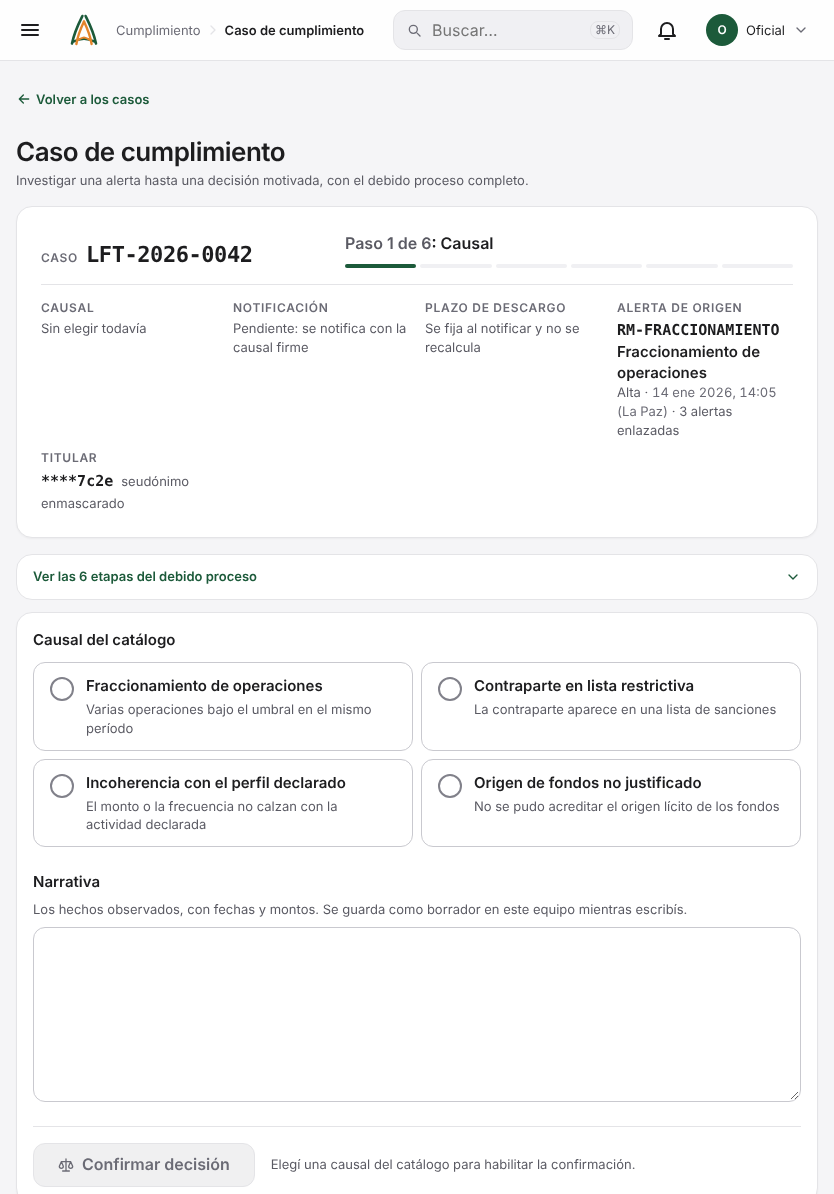 Cumplimiento > Caso de cumplimiento
Buscar... ⌘K
O Oficial
← Volver a los casos
Caso de cumplimiento
Investigar una alerta hasta una decisión motivada, con el debido proceso completo.
CASO LFT-2026-0042
Paso 1 de 6: Causal
CAUSAL
Sin elegir todavía
NOTIFICACIÓN
Pendiente: se notifica con la
causal firme
PLAZO DE DESCARGO
Se fija al notificar y no se
recalcula
ALERTA DE ORIGEN
RM-FRACCIONAMIENTO
Fraccionamiento de
operaciones
Alta · 14 ene 2026, 14:05
(La Paz) · 3 alertas
enlazadas
TITULAR
****7c2e seudónimo
enmascarado
Ver las 6 etapas del debido proceso
Causal del catálogo
Fraccionamiento de operaciones
Varias operaciones bajo el umbral en el mismo
período
Contraparte en lista restrictiva
La contraparte aparece en una lista de sanciones
Incoherencia con el perfil declarado
El monto o la frecuencia no calzan con la
actividad declarada
Origen de fondos no justificado
No se pudo acreditar el origen lícito de los fondos
Narrativa
Los hechos observados, con fechas y montos. Se guarda como borrador en este equipo mientras escribís.
Confirmar decisión
Elegí una causal del catálogo para habilitar la confirmación.